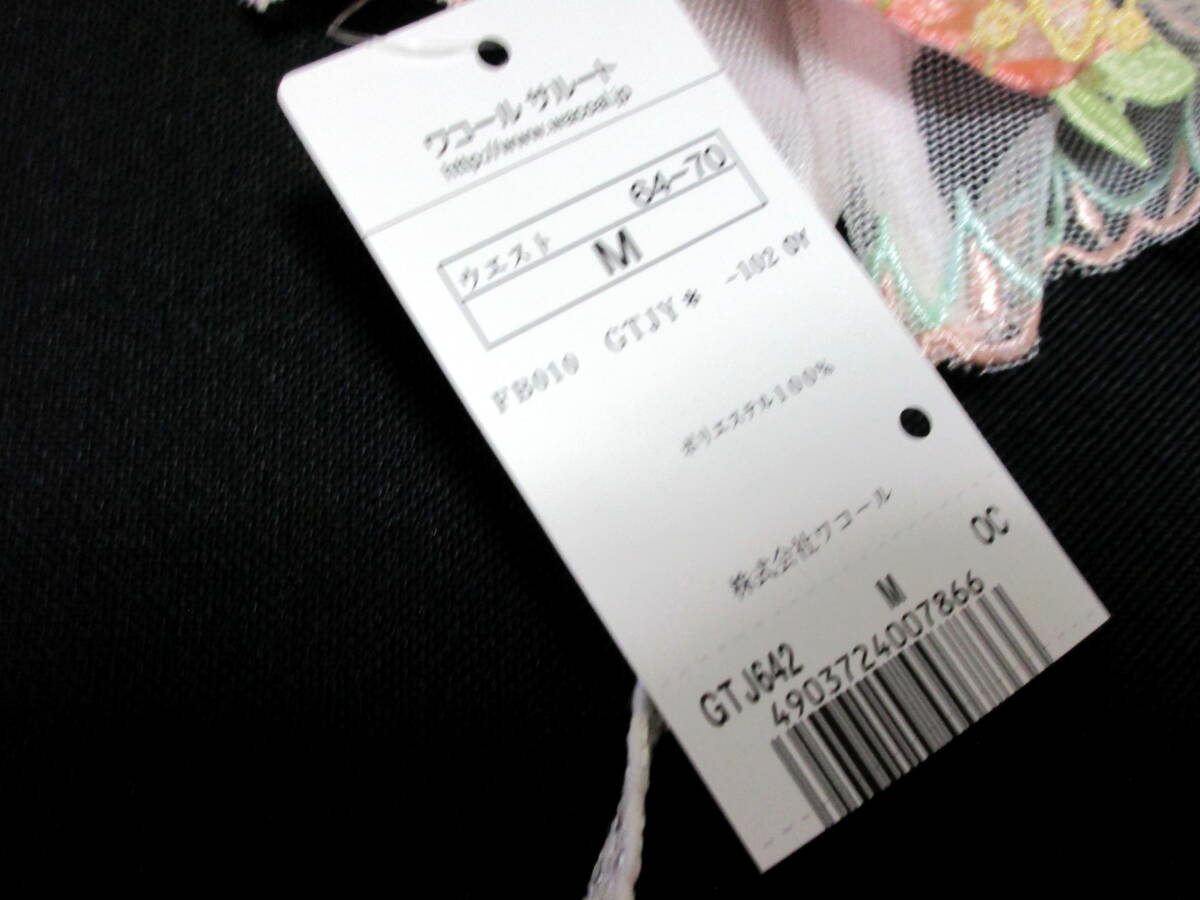 ワコール サルート
http://www.wacoal.jp
ウエスト 64-70
M
FB010 GTJY* -102 GY
ポリエステル100%
株式会社ワコール
M OC
GTJ642
4903724007866